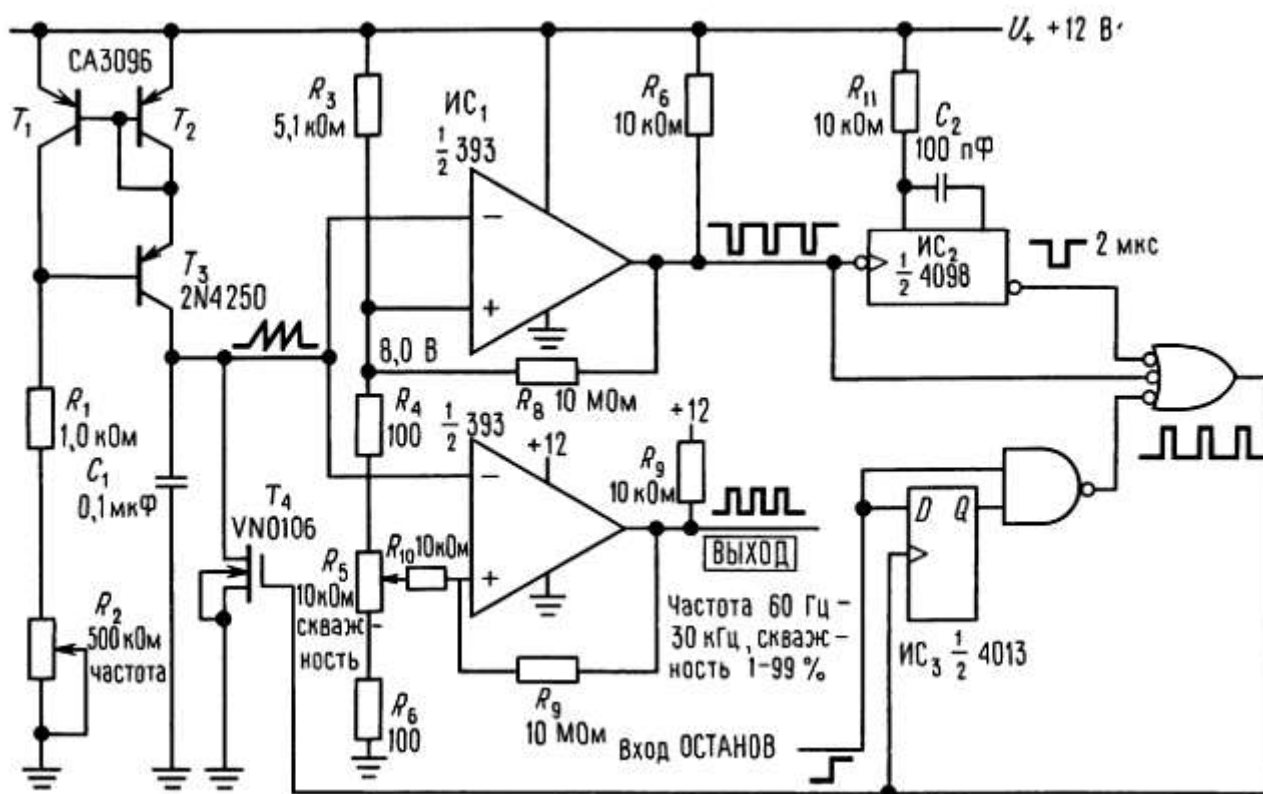 U₊ +12 В
CA3096
T₁
T₂
R₃
5,1 кОм
ИС₁
1/2 393
R₆
10 кОм
R₁₁
10 кОм
C₂
100 пФ
T₃
2N4250
−
+
ИС₂
1/2 4098
2 мкс
8,0 В
R₈ 10 МОм
R₁
1,0 кОм
C₁
0,1 мкФ
R₄
100
1/2 393
+12
−
+
+12
R₉
10 кОм
T₄
VN0106
R₅
10 кОм
скваж-
ность
R₁₀ 10 кОм
ВЫХОД
D Q
R₂
500 кОм
частота
Частота 60 Гц –
30 кГц, скваж-
ность 1–99 %
ИС₃ 1/2 4013
R₆
100
R₉
10 МОм
Вход ОСТАНОВ